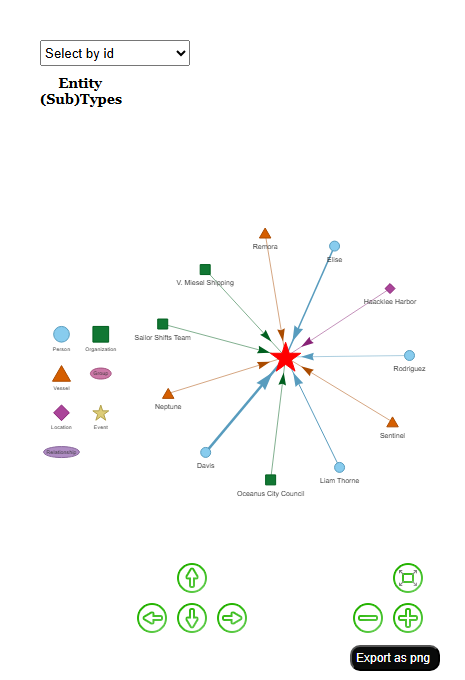 Select by id
Entity
(Sub)Types
Remora
Elise
V. Miesel Shipping
Haacklee Harbor
Sailor Shifts Team
Person
Organization
Rodriguez
Vessel
Group
Neptune
Location
Event
Sentinel
Relationship
Davis
Liam Thorne
Oceanus City Council
Export as png